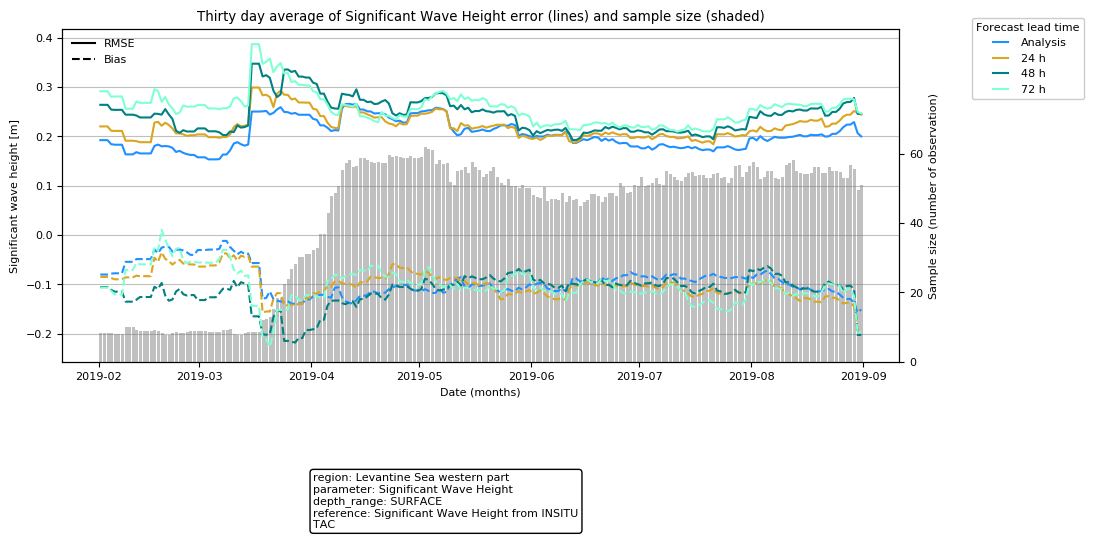 Thirty day average of Significant Wave Height error (lines) and sample size (shaded)
Forecast lead time
Analysis
24 h
48 h
72 h
RMSE
Bias
Significant wave height [m]
0.4
0.3
0.2
0.1
0.0
−0.1
−0.2
Sample size (number of observation)
60
40
20
0
2019-02
2019-03
2019-04
2019-05
2019-06
2019-07
2019-08
2019-09
Date (months)
region: Levantine Sea western part
parameter: Significant Wave Height
depth_range: SURFACE
reference: Significant Wave Height from INSITU
TAC